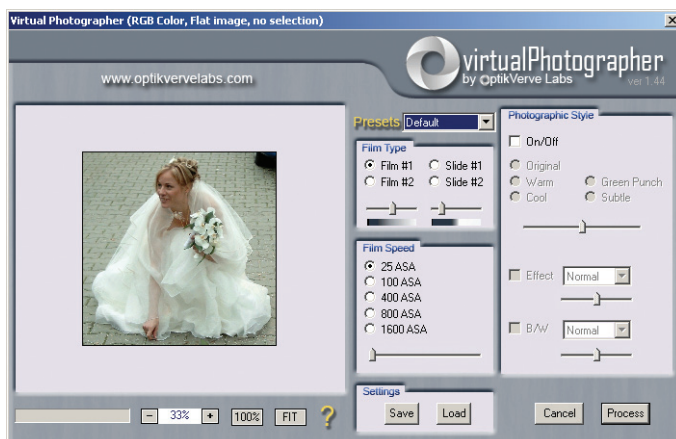 Virtual Photographer (RGB Color, Flat image, no selection)
www.optikvervelabs.com
virtualPhotographer
by OptikVerve Labs
ver 1.44
Presets Default
Film Type
Film #1 Slide #1
Film #2 Slide #2
Film Speed
25 ASA
100 ASA
400 ASA
800 ASA
1600 ASA
Settings
Save Load
Photographic Style
On/Off
Original
Warm Green Punch
Cool Subtle
Effect Normal
B/W Normal
- 33% + 100% FIT ?
Cancel Process